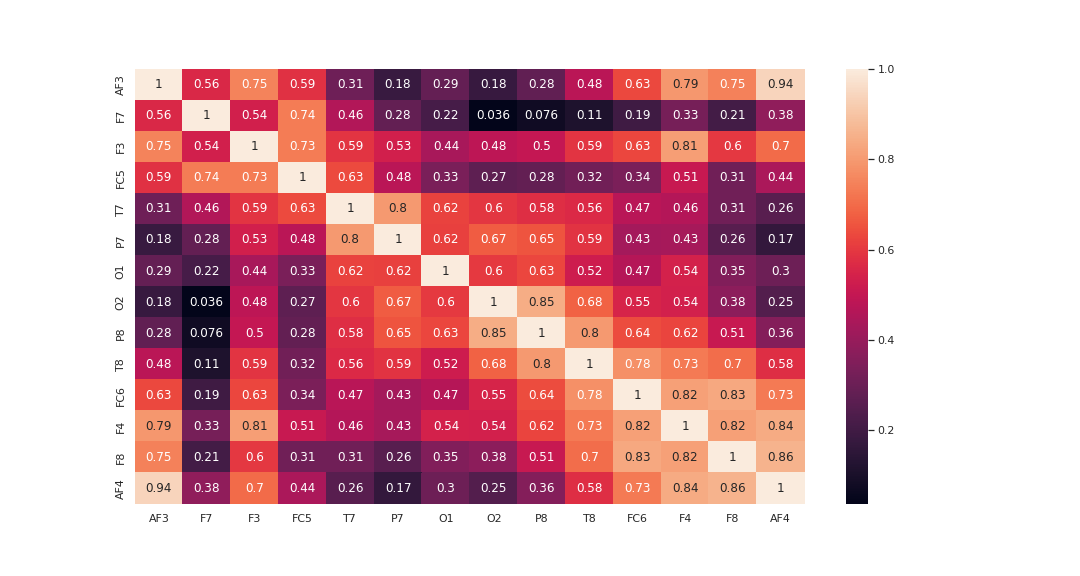 AF3 1 0.56 0.75 0.59 0.31 0.18 0.29 0.18 0.28 0.48 0.63 0.79 0.75 0.94
F7 0.56 1 0.54 0.74 0.46 0.28 0.22 0.036 0.076 0.11 0.19 0.33 0.21 0.38
F3 0.75 0.54 1 0.73 0.59 0.53 0.44 0.48 0.5 0.59 0.63 0.81 0.6 0.7
FC5 0.59 0.74 0.73 1 0.63 0.48 0.33 0.27 0.28 0.32 0.34 0.51 0.31 0.44
T7 0.31 0.46 0.59 0.63 1 0.8 0.62 0.6 0.58 0.56 0.47 0.46 0.31 0.26
P7 0.18 0.28 0.53 0.48 0.8 1 0.62 0.67 0.65 0.59 0.43 0.43 0.26 0.17
O1 0.29 0.22 0.44 0.33 0.62 0.62 1 0.6 0.63 0.52 0.47 0.54 0.35 0.3
O2 0.18 0.036 0.48 0.27 0.6 0.67 0.6 1 0.85 0.68 0.55 0.54 0.38 0.25
P8 0.28 0.076 0.5 0.28 0.58 0.65 0.63 0.85 1 0.8 0.64 0.62 0.51 0.36
T8 0.48 0.11 0.59 0.32 0.56 0.59 0.52 0.68 0.8 1 0.78 0.73 0.7 0.58
FC6 0.63 0.19 0.63 0.34 0.47 0.43 0.47 0.55 0.64 0.78 1 0.82 0.83 0.73
F4 0.79 0.33 0.81 0.51 0.46 0.43 0.54 0.54 0.62 0.73 0.82 1 0.82 0.84
F8 0.75 0.21 0.6 0.31 0.31 0.26 0.35 0.38 0.51 0.7 0.83 0.82 1 0.86
AF4 0.94 0.38 0.7 0.44 0.26 0.17 0.3 0.25 0.36 0.58 0.73 0.84 0.86 1
AF3 F7 F3 FC5 T7 P7 O1 O2 P8 T8 FC6 F4 F8 AF4
1.0
0.8
0.6
0.4
0.2